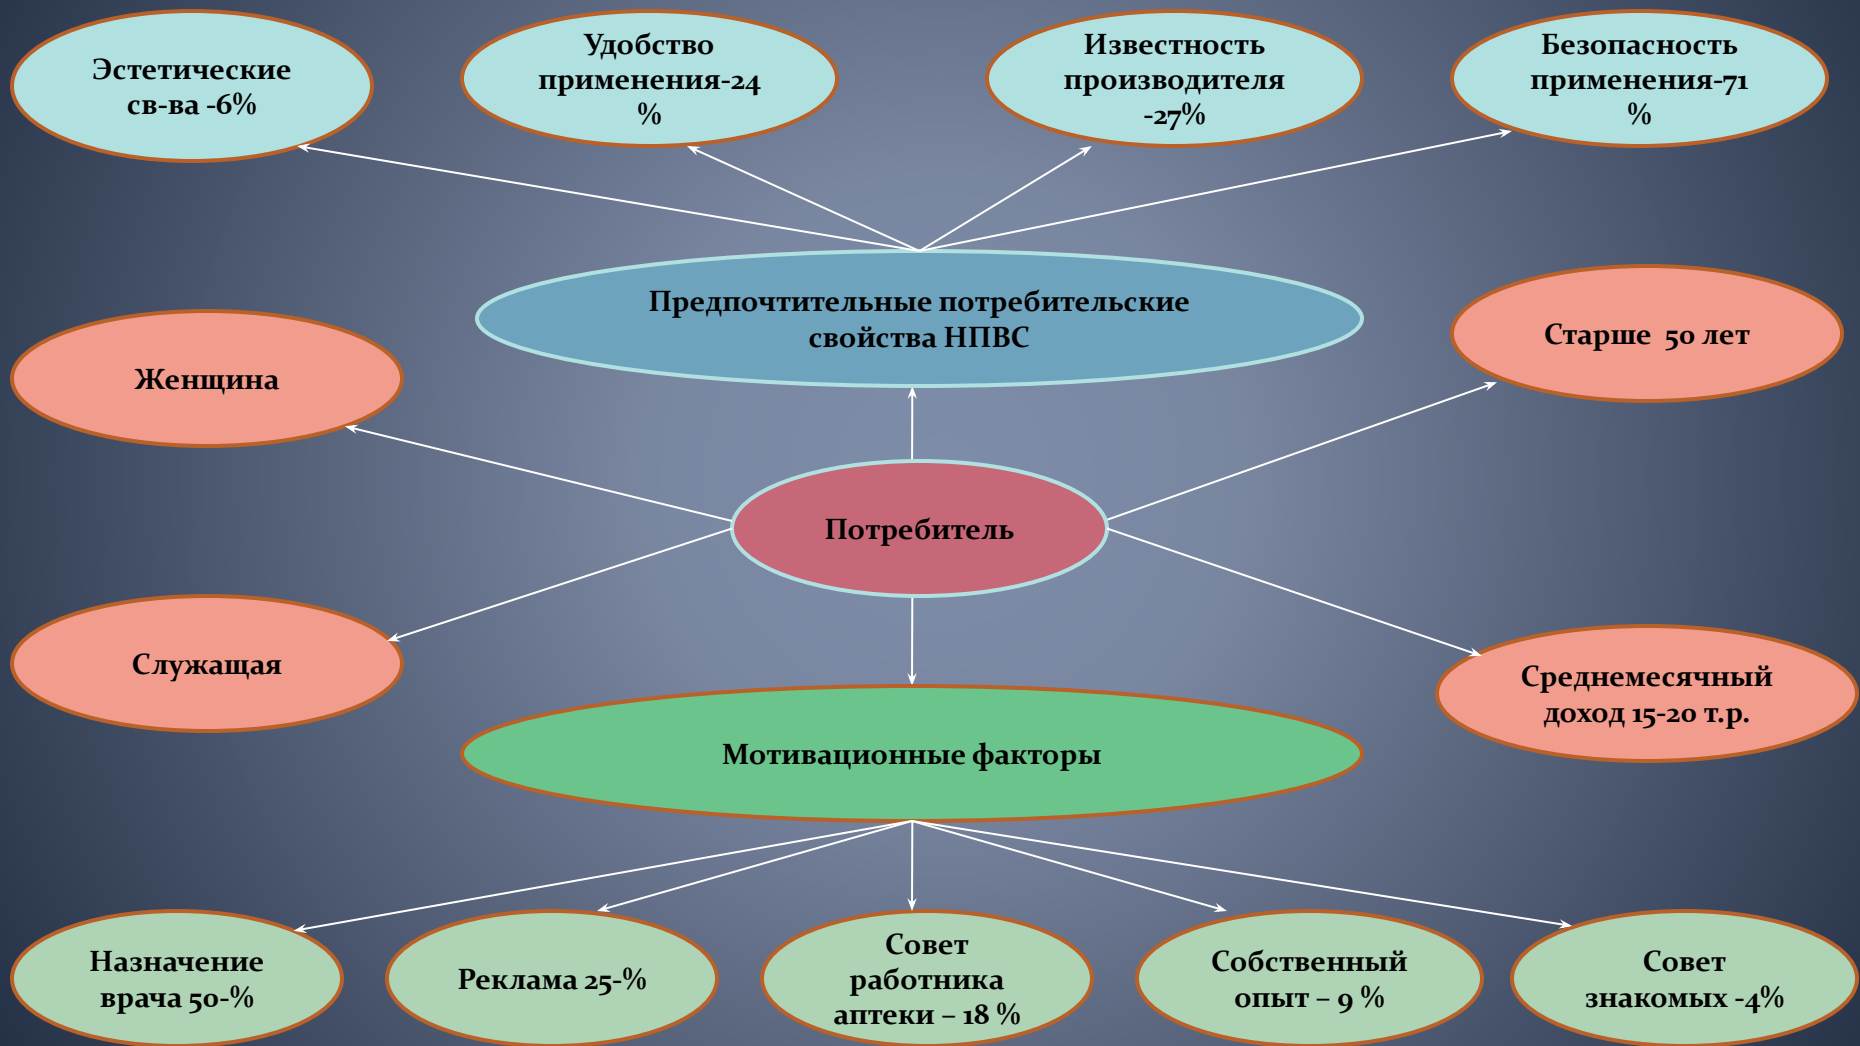 Эстетические
св-ва -6%
Удобство
применения-24
%
Известность
производителя
-27%
Безопасность
применения-71
%
Предпочтительные потребительские
свойства НПВС
Женщина
Старше 50 лет
Потребитель
Служащая
Среднемесячный
доход 15-20 т.р.
Мотивационные факторы
Назначение
врача 50-%
Реклама 25-%
Совет
работника
аптеки – 18 %
Собственный
опыт – 9 %
Совет
знакомых -4%